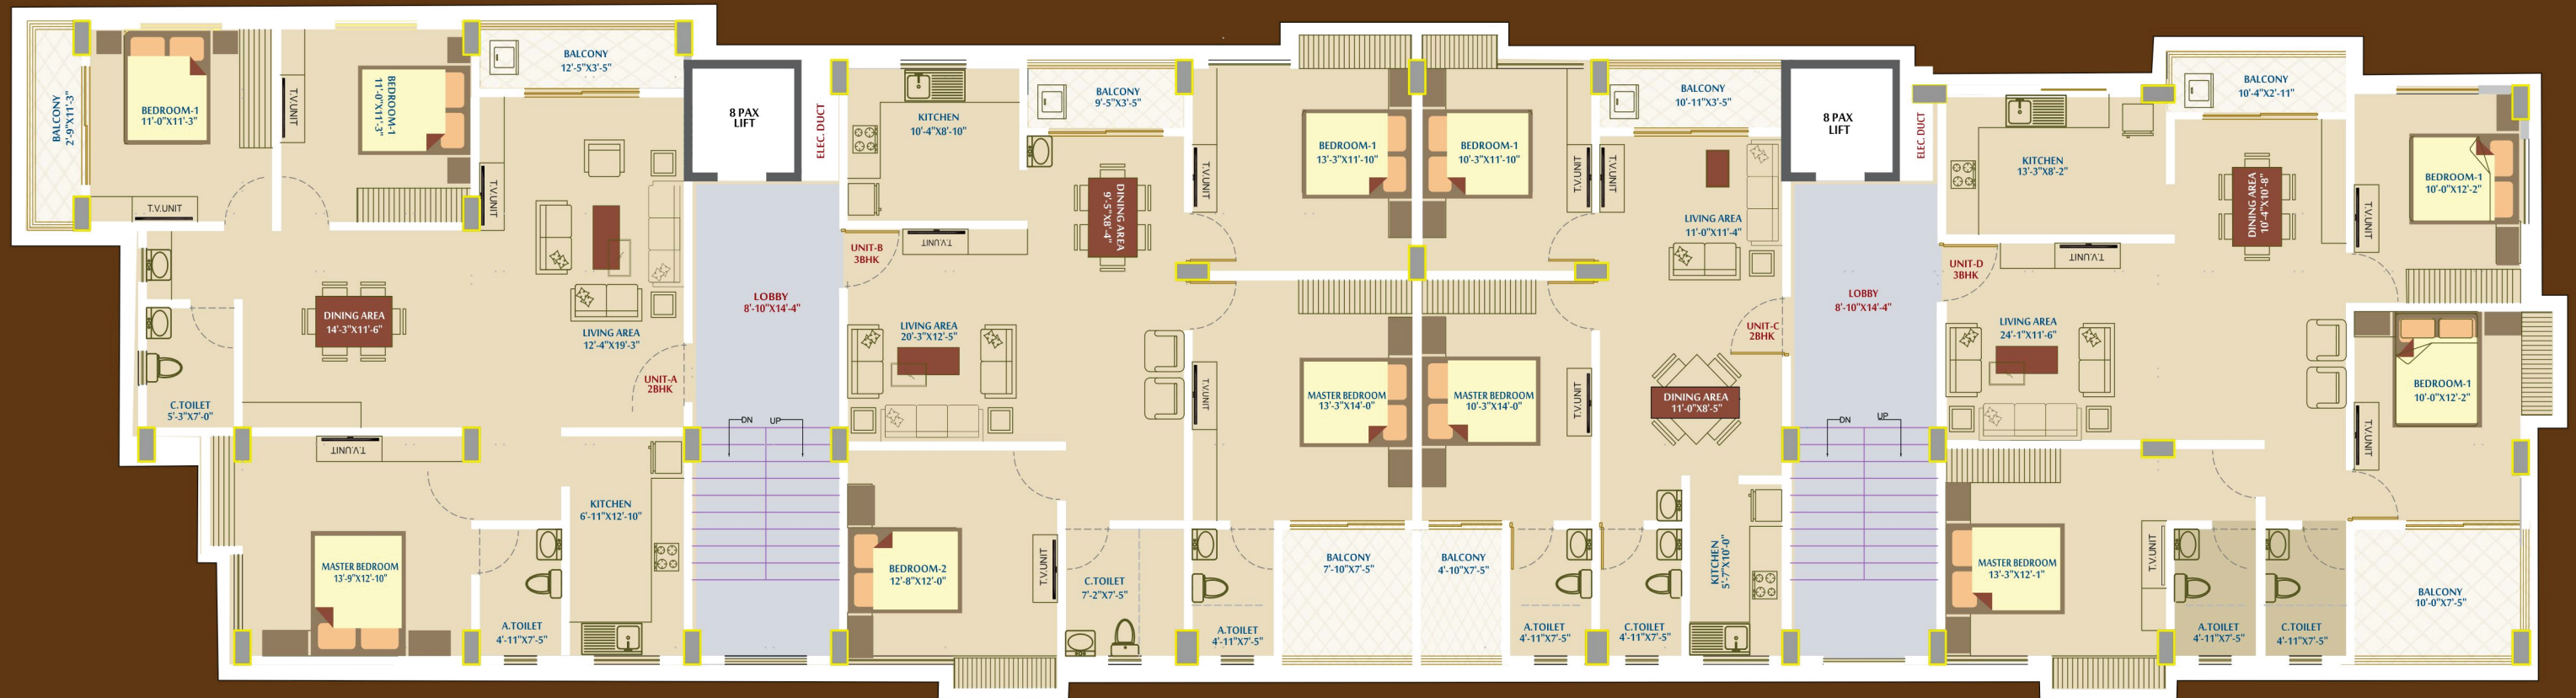 BALCONY
2'-9"X11'-3"
BEDROOM-1
11'-0"X11'-3"
T.V.UNIT
T.V.UNIT
BEDROOM-1
11'-0"X11'-3"
BALCONY
12'-5"X3'-5"
T.V.UNIT
DINING AREA
14'-3"X11'-6"
LIVING AREA
12'-4"X19'-3"
UNIT-A
2BHK
C.TOILET
5'-3"X7'-0"
T.V.UNIT
MASTER BEDROOM
13'-9"X12'-10"
A.TOILET
4'-11"X7'-5"
KITCHEN
6'-11"X12'-10"
8 PAX
LIFT
ELEC. DUCT
LOBBY
8'-10"X14'-4"
DN
UP
KITCHEN
10'-4"X8'-10"
BALCONY
9'-5"X3'-5"
DINING AREA
9'-5"X8'-4"
UNIT-B
3BHK
T.V.UNIT
LIVING AREA
20'-3"X12'-5"
T.V.UNIT
BEDROOM-1
13'-3"X11'-10"
T.V.UNIT
MASTER BEDROOM
13'-3"X14'-0"
BEDROOM-2
12'-8"X12'-0"
T.V.UNIT
C.TOILET
7'-2"X7'-5"
A.TOILET
4'-11"X7'-5"
BALCONY
7'-10"X7'-5"
BEDROOM-1
10'-3"X11'-10"
T.V.UNIT
T.V.UNIT
BALCONY
10'-11"X3'-5"
LIVING AREA
11'-0"X11'-4"
UNIT-C
2BHK
MASTER BEDROOM
10'-3"X14'-0"
T.V.UNIT
DINING AREA
11'-0"X8'-5"
BALCONY
4'-10"X7'-5"
A.TOILET
4'-11"X7'-5"
C.TOILET
4'-11"X7'-5"
KITCHEN
5'-7"X10'-0"
8 PAX
LIFT
ELEC. DUCT
LOBBY
8'-10"X14'-4"
DN
UP
KITCHEN
13'-3"X8'-2"
BALCONY
10'-4"X2'-11"
DINING AREA
10'-4"X10'-8"
UNIT-D
3BHK
T.V.UNIT
LIVING AREA
24'-1"X11'-6"
T.V.UNIT
BEDROOM-1
10'-0"X12'-2"
BEDROOM-1
10'-0"X12'-2"
T.V.UNIT
MASTER BEDROOM
13'-3"X12'-1"
T.V.UNIT
A.TOILET
4'-11"X7'-5"
C.TOILET
4'-11"X7'-5"
BALCONY
10'-0"X7'-5"